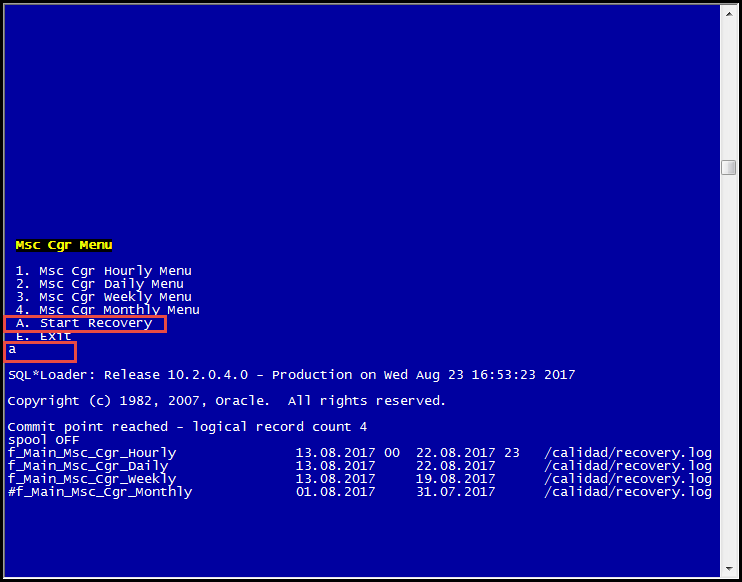 Msc Cgr Menu
1. Msc Cgr Hourly Menu
2. Msc Cgr Daily Menu
3. Msc Cgr Weekly Menu
4. Msc Cgr Monthly Menu
A. Start Recovery
E. Exit
a
SQL*Loader: Release 10.2.0.4.0 - Production on Wed Aug 23 16:53:23 2017
Copyright (c) 1982, 2007, Oracle.  All rights reserved.
Commit point reached - logical record count 4
spool OFF
f_Main_Msc_Cgr_Hourly 13.08.2017 00 22.08.2017 23 /calidad/recovery.log
f_Main_Msc_Cgr_Daily 13.08.2017 22.08.2017 /calidad/recovery.log
f_Main_Msc_Cgr_Weekly 13.08.2017 19.08.2017 /calidad/recovery.log
#f_Main_Msc_Cgr_Monthly 01.08.2017 31.07.2017 /calidad/recovery.log